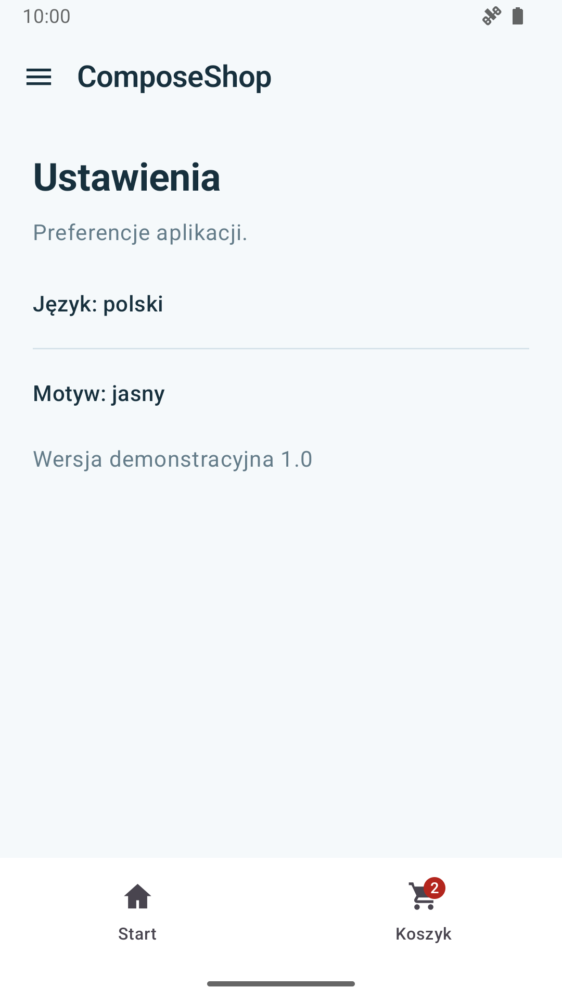 10:00
ComposeShop
Ustawienia
Preferencje aplikacji.
Język: polski
Motyw: jasny
Wersja demonstracyjna 1.0
2
Start
Koszyk